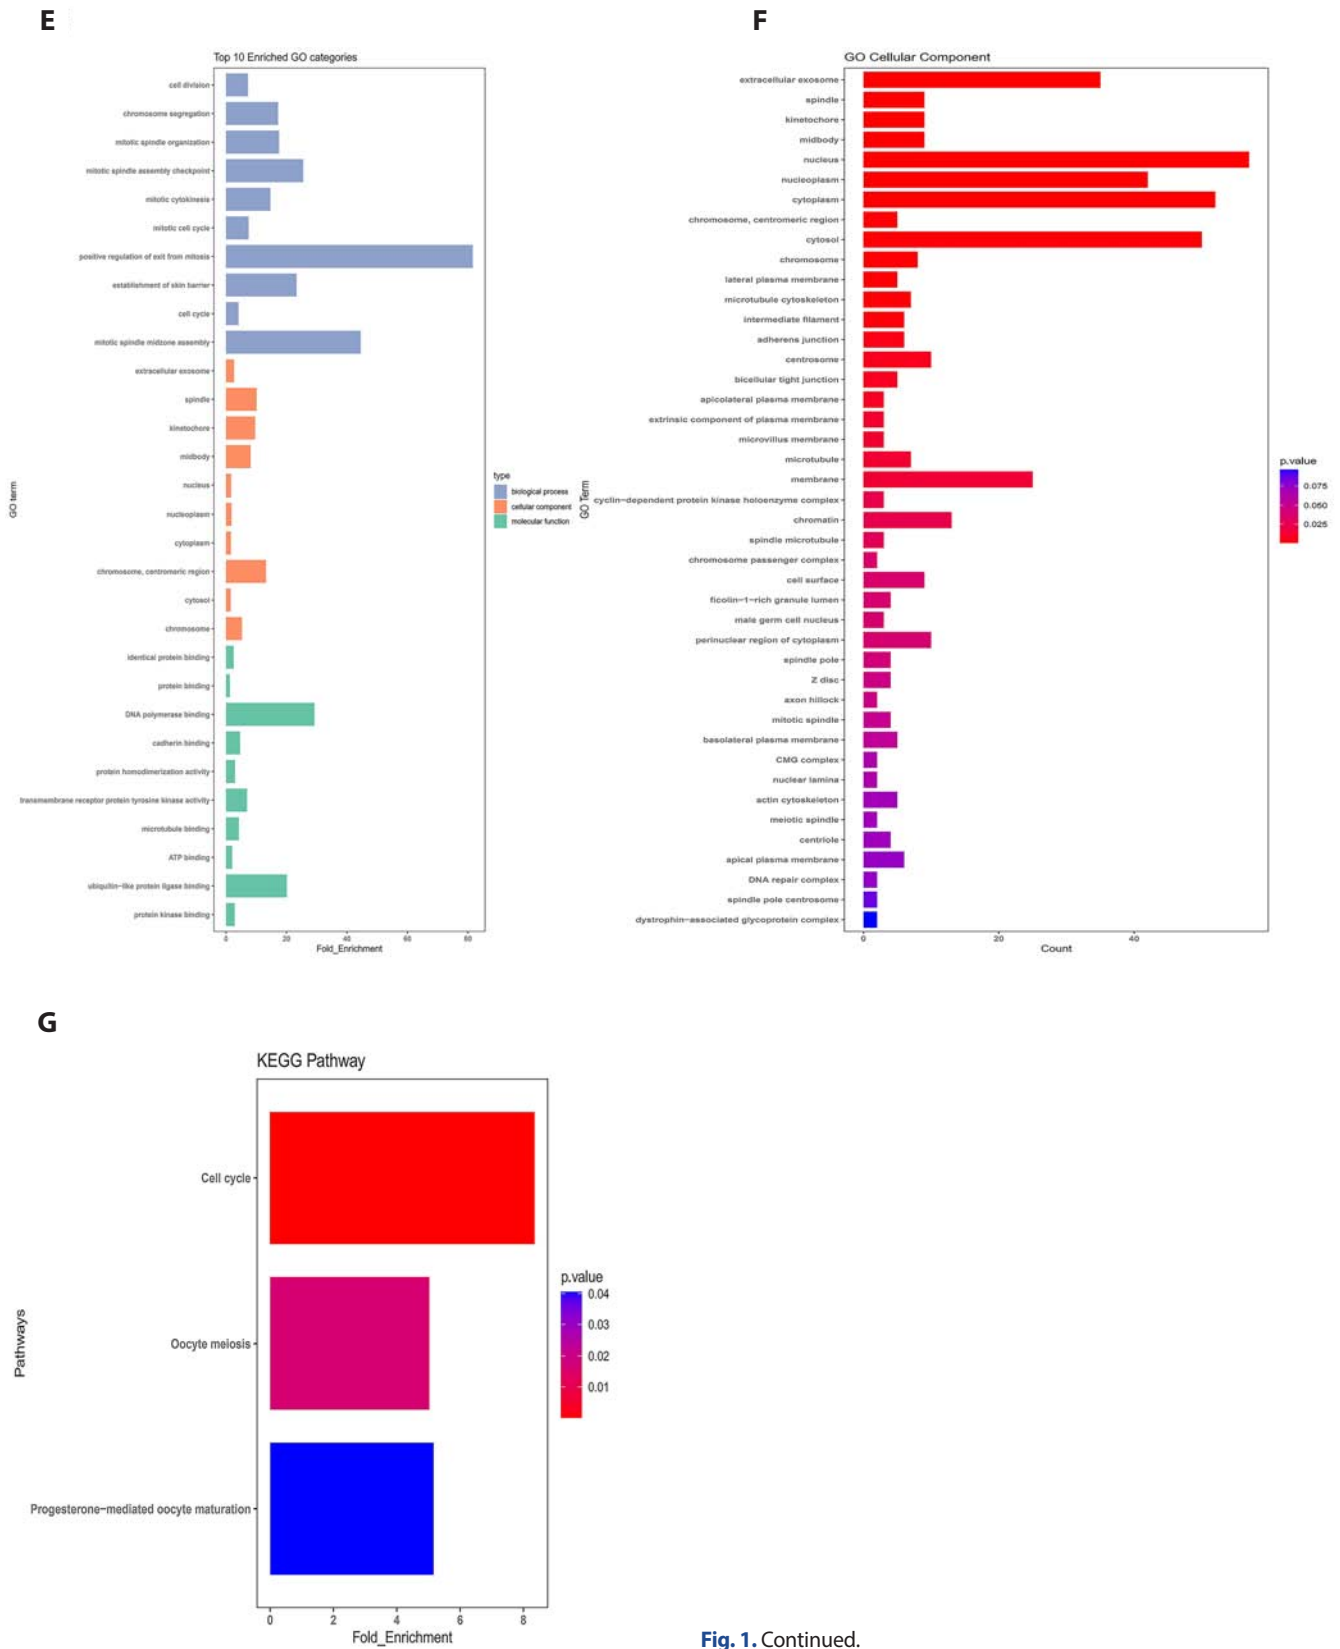 E
Top 10 Enriched GO categories
GO term
cell division
chromosome segregation
mitotic spindle organization
mitotic spindle assembly checkpoint
mitotic cytokinesis
mitotic cell cycle
positive regulation of exit from mitosis
establishment of skin barrier
cell cycle
mitotic spindle midzone assembly
extracellular exosome
spindle
kinetochore
midbody
nucleus
nucleoplasm
cytoplasm
chromosome, centromeric region
cytosol
chromosome
identical protein binding
protein binding
DNA polymerase binding
cadherin binding
protein homodimerization activity
transmembrane receptor protein tyrosine kinase activity
microtubule binding
ATP binding
ubiquitin−like protein ligase binding
protein kinase binding
0 20 40 60 80
Fold_Enrichment
type
biological process
cellular component
molecular function
F
GO Cellular Component
GO Term
extracellular exosome
spindle
kinetochore
midbody
nucleus
nucleoplasm
cytoplasm
chromosome, centromeric region
cytosol
chromosome
lateral plasma membrane
microtubule cytoskeleton
intermediate filament
adherens junction
centrosome
bicellular tight junction
apicolateral plasma membrane
extrinsic component of plasma membrane
microvillus membrane
microtubule
membrane
cyclin−dependent protein kinase holoenzyme complex
chromatin
spindle microtubule
chromosome passenger complex
cell surface
ficolin−1−rich granule lumen
male germ cell nucleus
perinuclear region of cytoplasm
spindle pole
Z disc
axon hillock
mitotic spindle
basolateral plasma membrane
CMG complex
nuclear lamina
actin cytoskeleton
meiotic spindle
centriole
apical plasma membrane
DNA repair complex
spindle pole centrosome
dystrophin−associated glycoprotein complex
0 20 40
Count
p.value
0.075
0.050
0.025
G
KEGG Pathway
Pathways
Cell cycle
Oocyte meiosis
Progesterone−mediated oocyte maturation
0 2 4 6 8
Fold_Enrichment
p.value
0.04
0.03
0.02
0.01
Fig. 1. Continued.